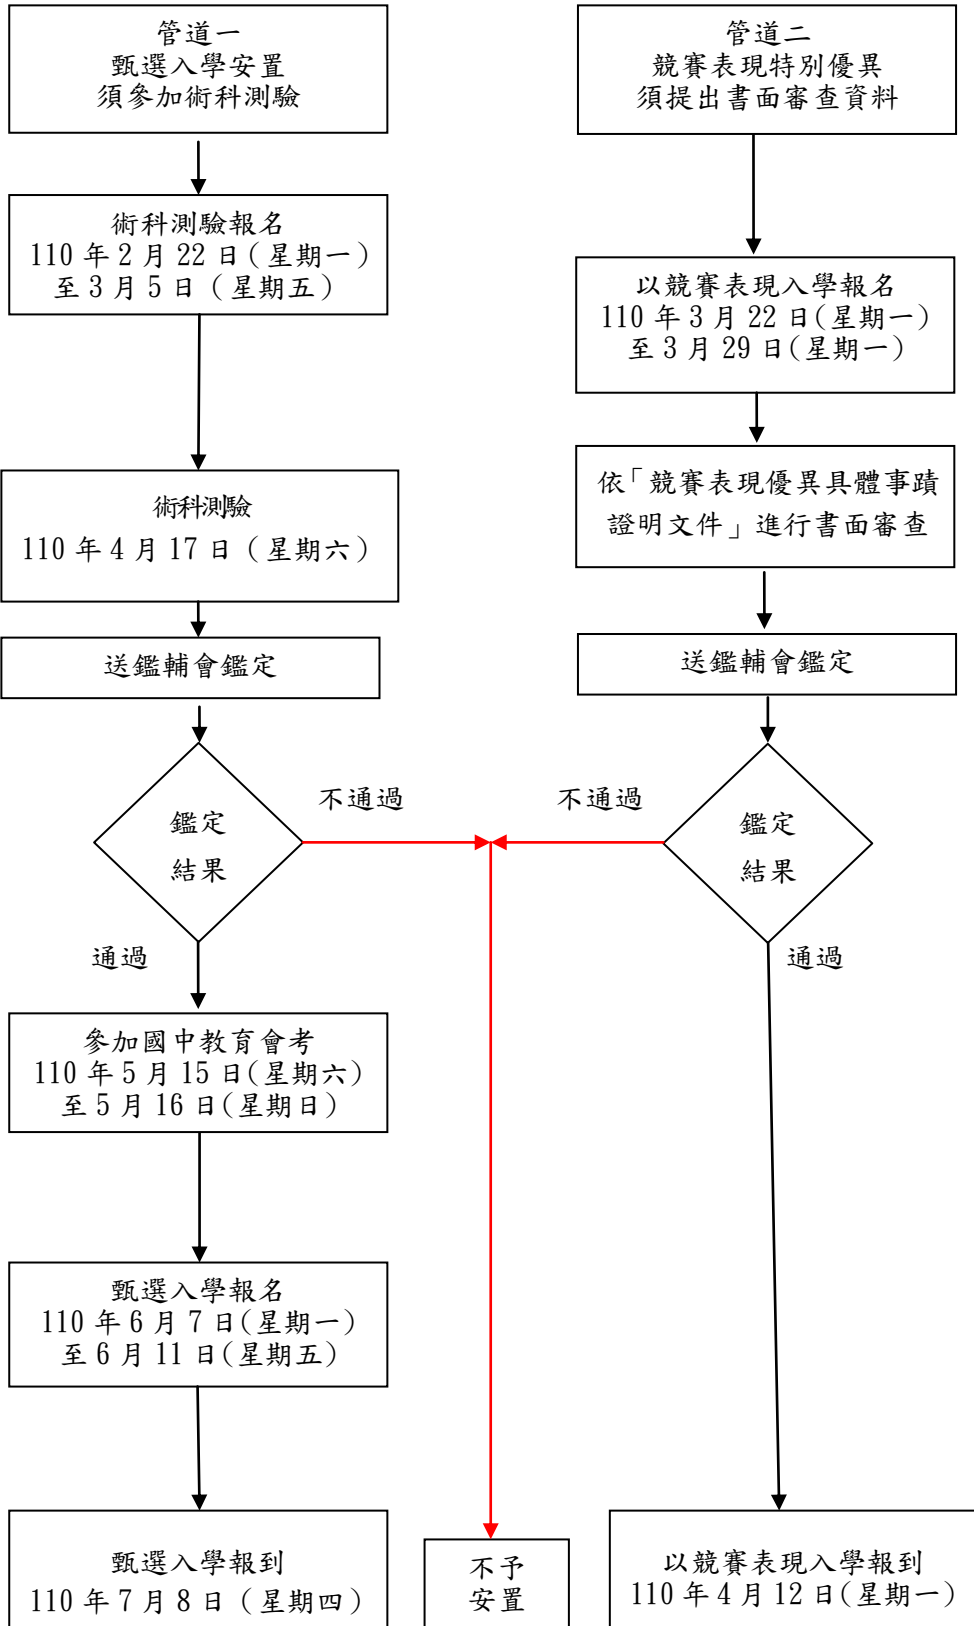 管道一
甄選入學安置
須參加術科測驗
術科測驗報名
110 年 2 月 22 日(星期一)
至 3 月 5 日(星期五)
術科測驗
110 年 4 月 17 日(星期六)
送鑑輔會鑑定
鑑定
結果
不通過
通過
參加國中教育會考
110 年 5 月 15 日(星期六)
至 5 月 16 日(星期日)
甄選入學報名
110 年 6 月 7 日(星期一)
至 6 月 11 日(星期五)
甄選入學報到
110 年 7 月 8 日(星期四)
不予
安置
管道二
競賽表現特別優異
須提出書面審查資料
以競賽表現入學報名
110 年 3 月 22 日(星期一)
至 3 月 29 日(星期一)
依「競賽表現優異具體事蹟
證明文件」進行書面審查
送鑑輔會鑑定
鑑定
結果
不通過
通過
以競賽表現入學報到
110 年 4 月 12 日(星期一)